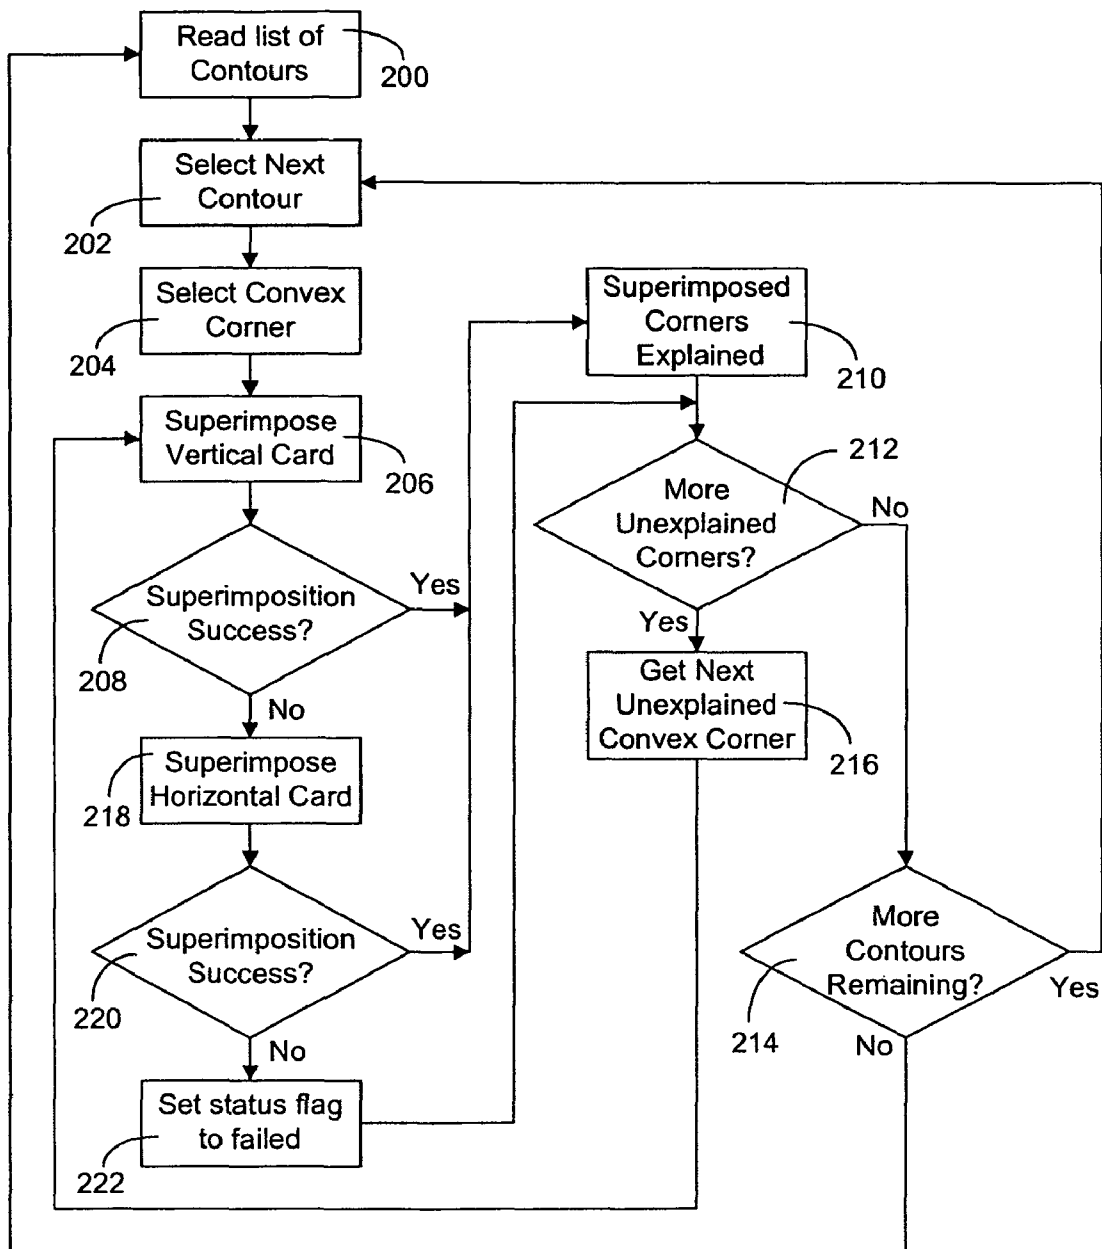 Read list of
Contours
200
Select Next
Contour
202
Select Convex
Corner
204
Superimpose
Vertical Card
206
Superimposition
Success?
208
Yes
No
Superimpose
Horizontal Card
218
Superimposition
Success?
220
Yes
No
Set status flag
to failed
222
Superimposed
Corners
Explained
210
More
Unexplained
Corners?
212
No
Yes
Get Next
Unexplained
Convex Corner
216
More
Contours
Remaining?
214
Yes
No